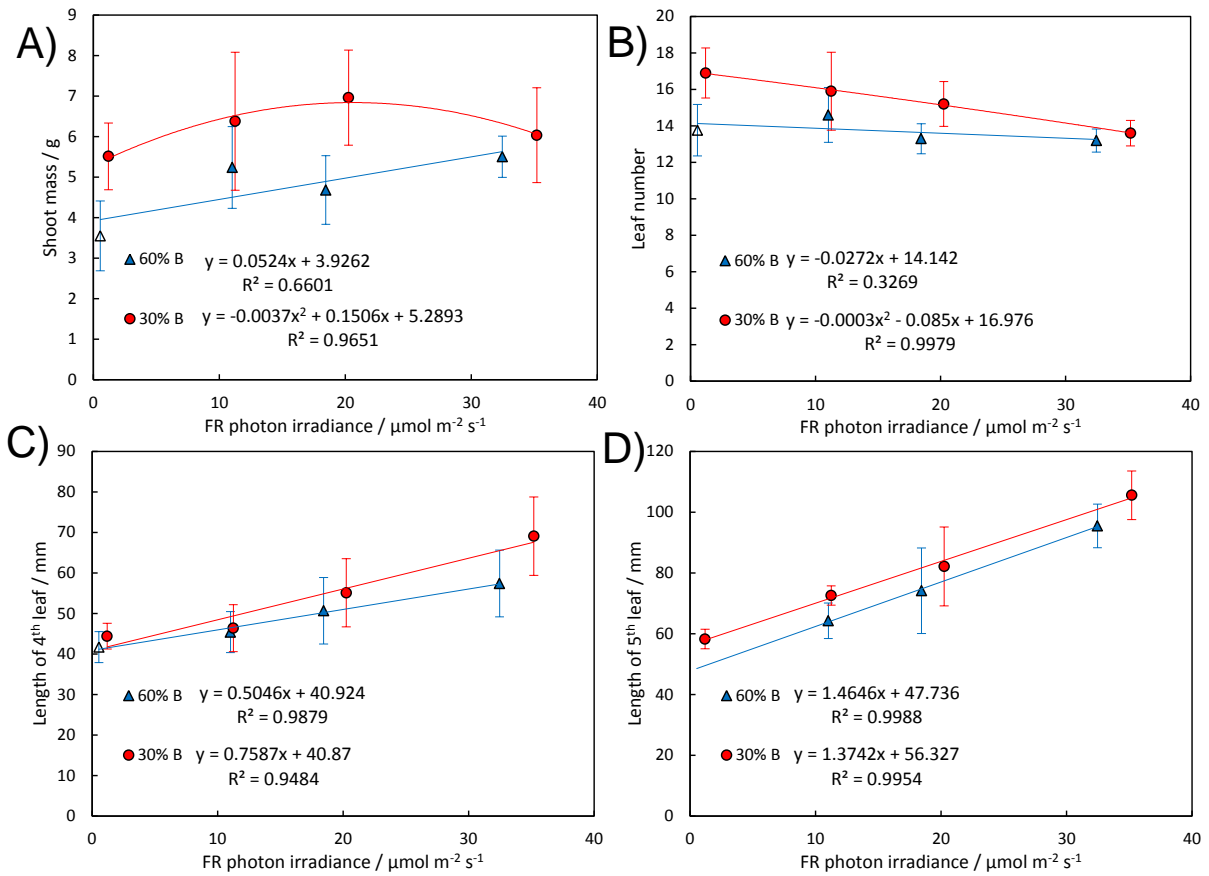 A)
Shoot mass / g
9
8
7
6
5
4
3
2
1
0
60% B y = 0.0524x + 3.9262
R² = 0.6601
30% B y = -0.0037x² + 0.1506x + 5.2893
R² = 0.9651
0 10 20 30 40
FR photon irradiance / µmol m⁻² s⁻¹
B)
Leaf number
20
18
16
14
12
10
8
6
4
2
0
60% B y = -0.0272x + 14.142
R² = 0.3269
30% B y = -0.0003x² - 0.085x + 16.976
R² = 0.9979
0 10 20 30 40
FR photon irradiance / µmol m⁻² s⁻¹
C)
Length of 4ᵗʰ leaf / mm
90
80
70
60
50
40
30
20
10
0
60% B y = 0.5046x + 40.924
R² = 0.9879
30% B y = 0.7587x + 40.87
R² = 0.9484
0 10 20 30 40
FR photon irradiance / µmol m⁻² s⁻¹
D)
Length of 5ᵗʰ leaf / mm
120
100
80
60
40
20
0
60% B y = 1.4646x + 47.736
R² = 0.9988
30% B y = 1.3742x + 56.327
R² = 0.9954
0 10 20 30 40
FR photon irradiance / µmol m⁻² s⁻¹